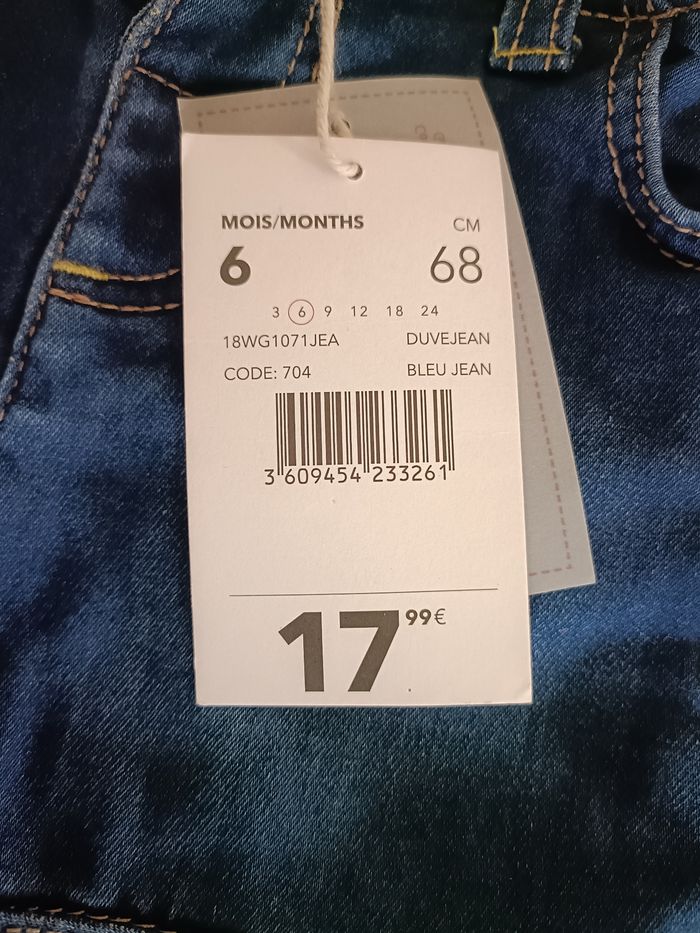 MOIS/MONTHS CM
6 68
3 6 9 12 18 24
18WG1071JEA DUVEJEAN
CODE: 704 BLEU JEAN
3 609454 233261
17 99€